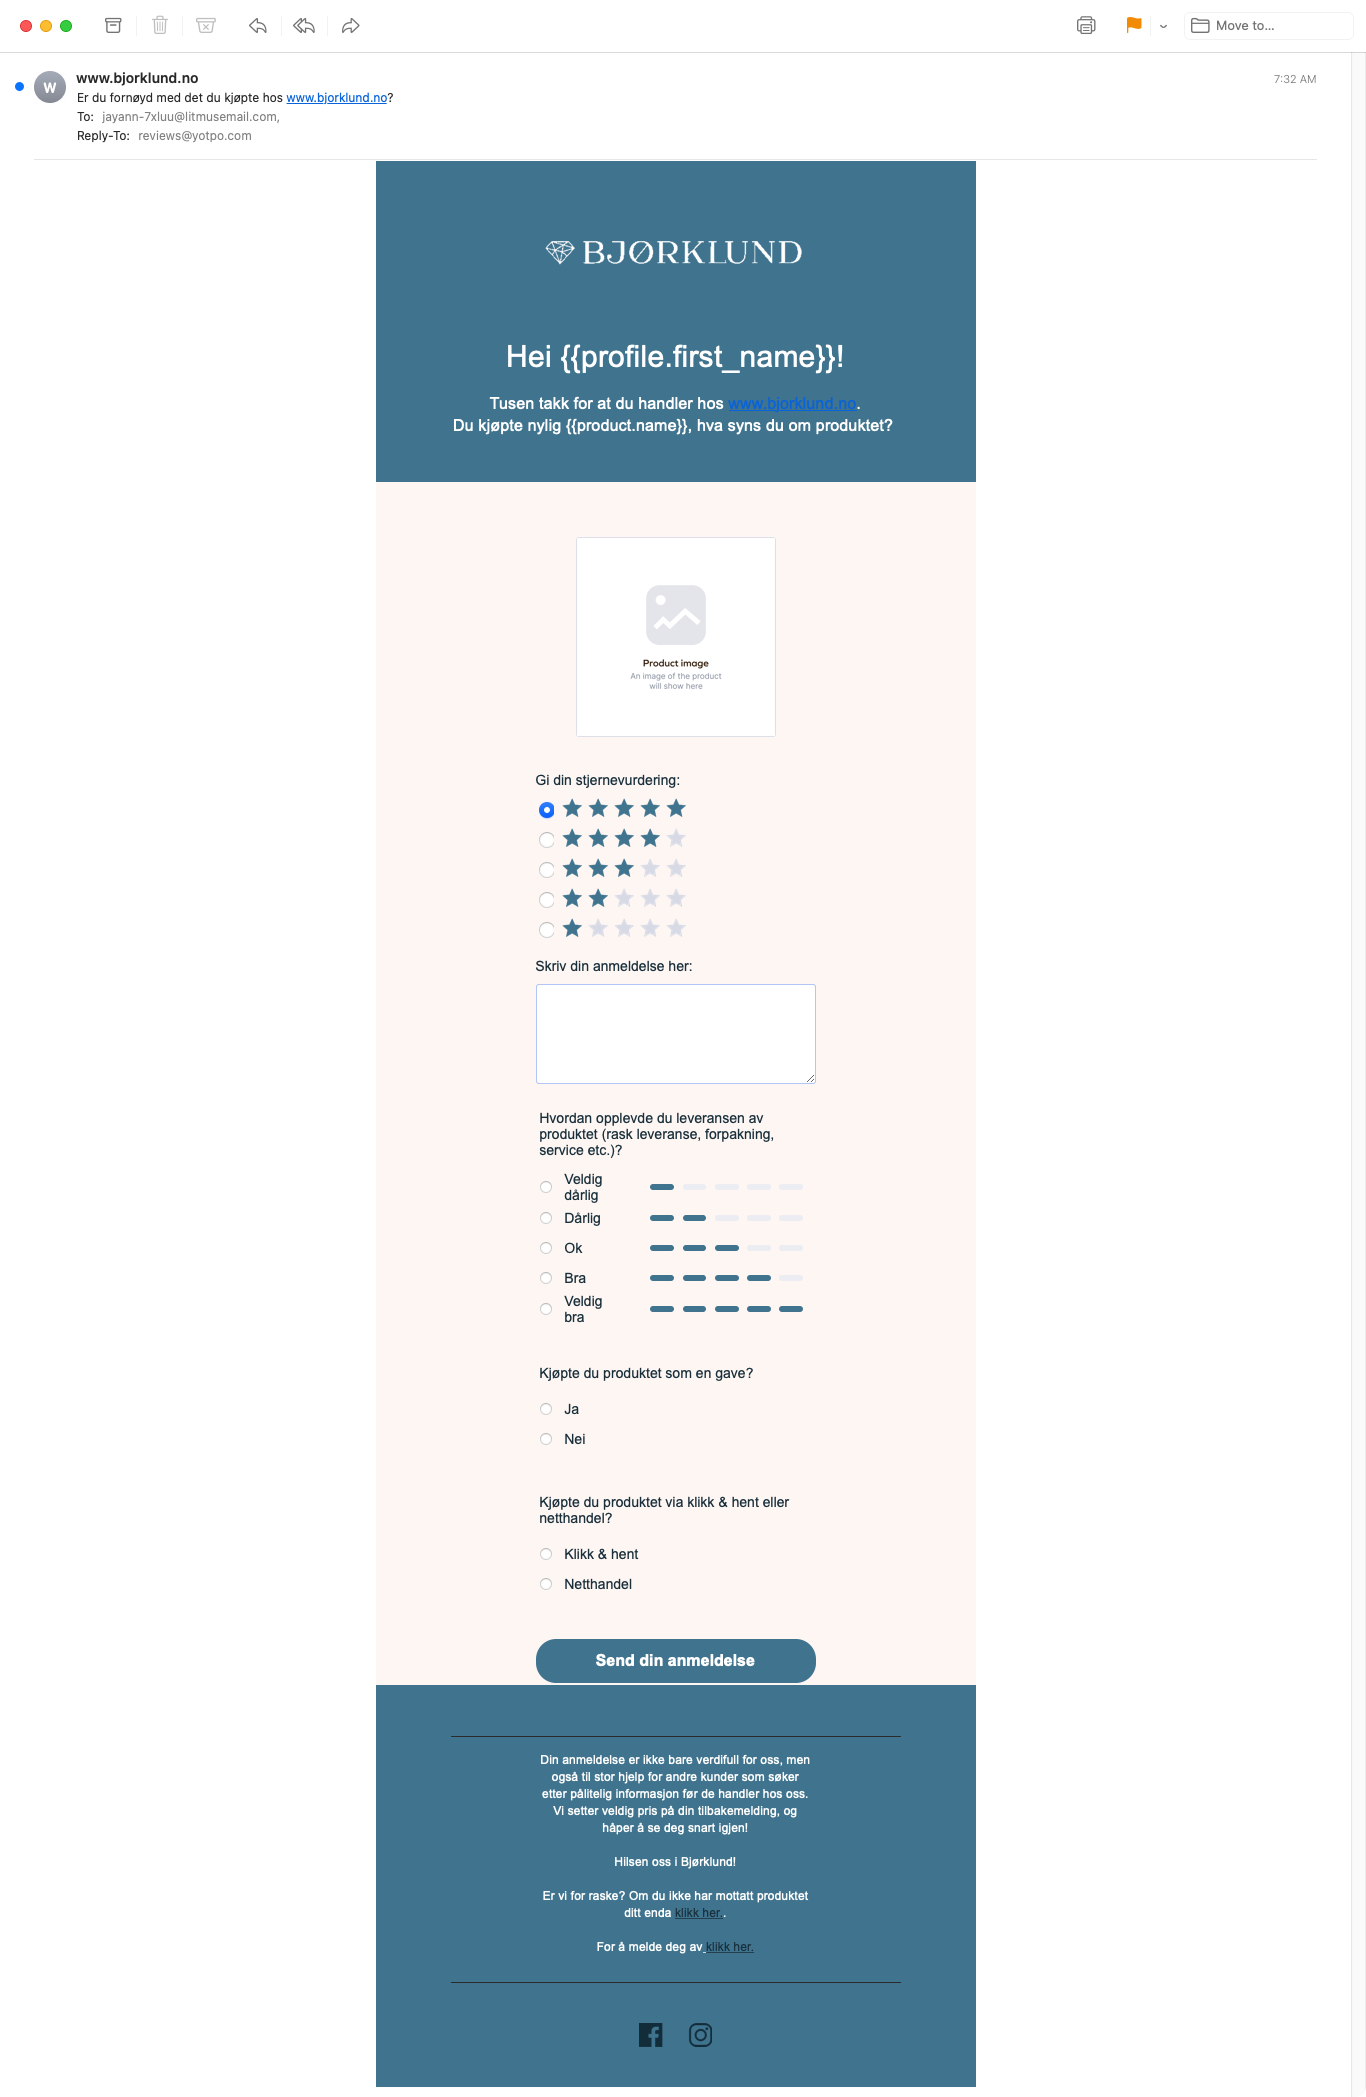 Move to...
www.bjorklund.no
7:32 AM
W
Er du fornøyd med det du kjøpte hos www.bjorklund.no?
To: jayann-7xluu@litmusemail.com,
Reply-To: reviews@yotpo.com
BJØRKLUND
Hei {{profile.first_name}}!
Tusen takk for at du handler hos www.bjorklund.no.
Du kjøpte nylig {{product.name}}, hva syns du om produktet?
Product image
An image of the product
will show here
Gi din stjernevurdering:
Skriv din anmeldelse her:
Hvordan opplevde du leveransen av
produktet (rask leveranse, forpakning,
service etc.)?
Veldig
dårlig
Dårlig
Ok
Bra
Veldig
bra
Kjøpte du produktet som en gave?
Ja
Nei
Kjøpte du produktet via klikk & hent eller
netthandel?
Klikk & hent
Netthandel
Send din anmeldelse
Din anmeldelse er ikke bare verdifull for oss, men
også til stor hjelp for andre kunder som søker
etter pålitelig informasjon før de handler hos oss.
Vi setter veldig pris på din tilbakemelding, og
håper å se deg snart igjen!
Hilsen oss i Bjørklund!
Er vi for raske? Om du ikke har mottatt produktet
ditt enda klikk her..
For å melde deg av klikk her.